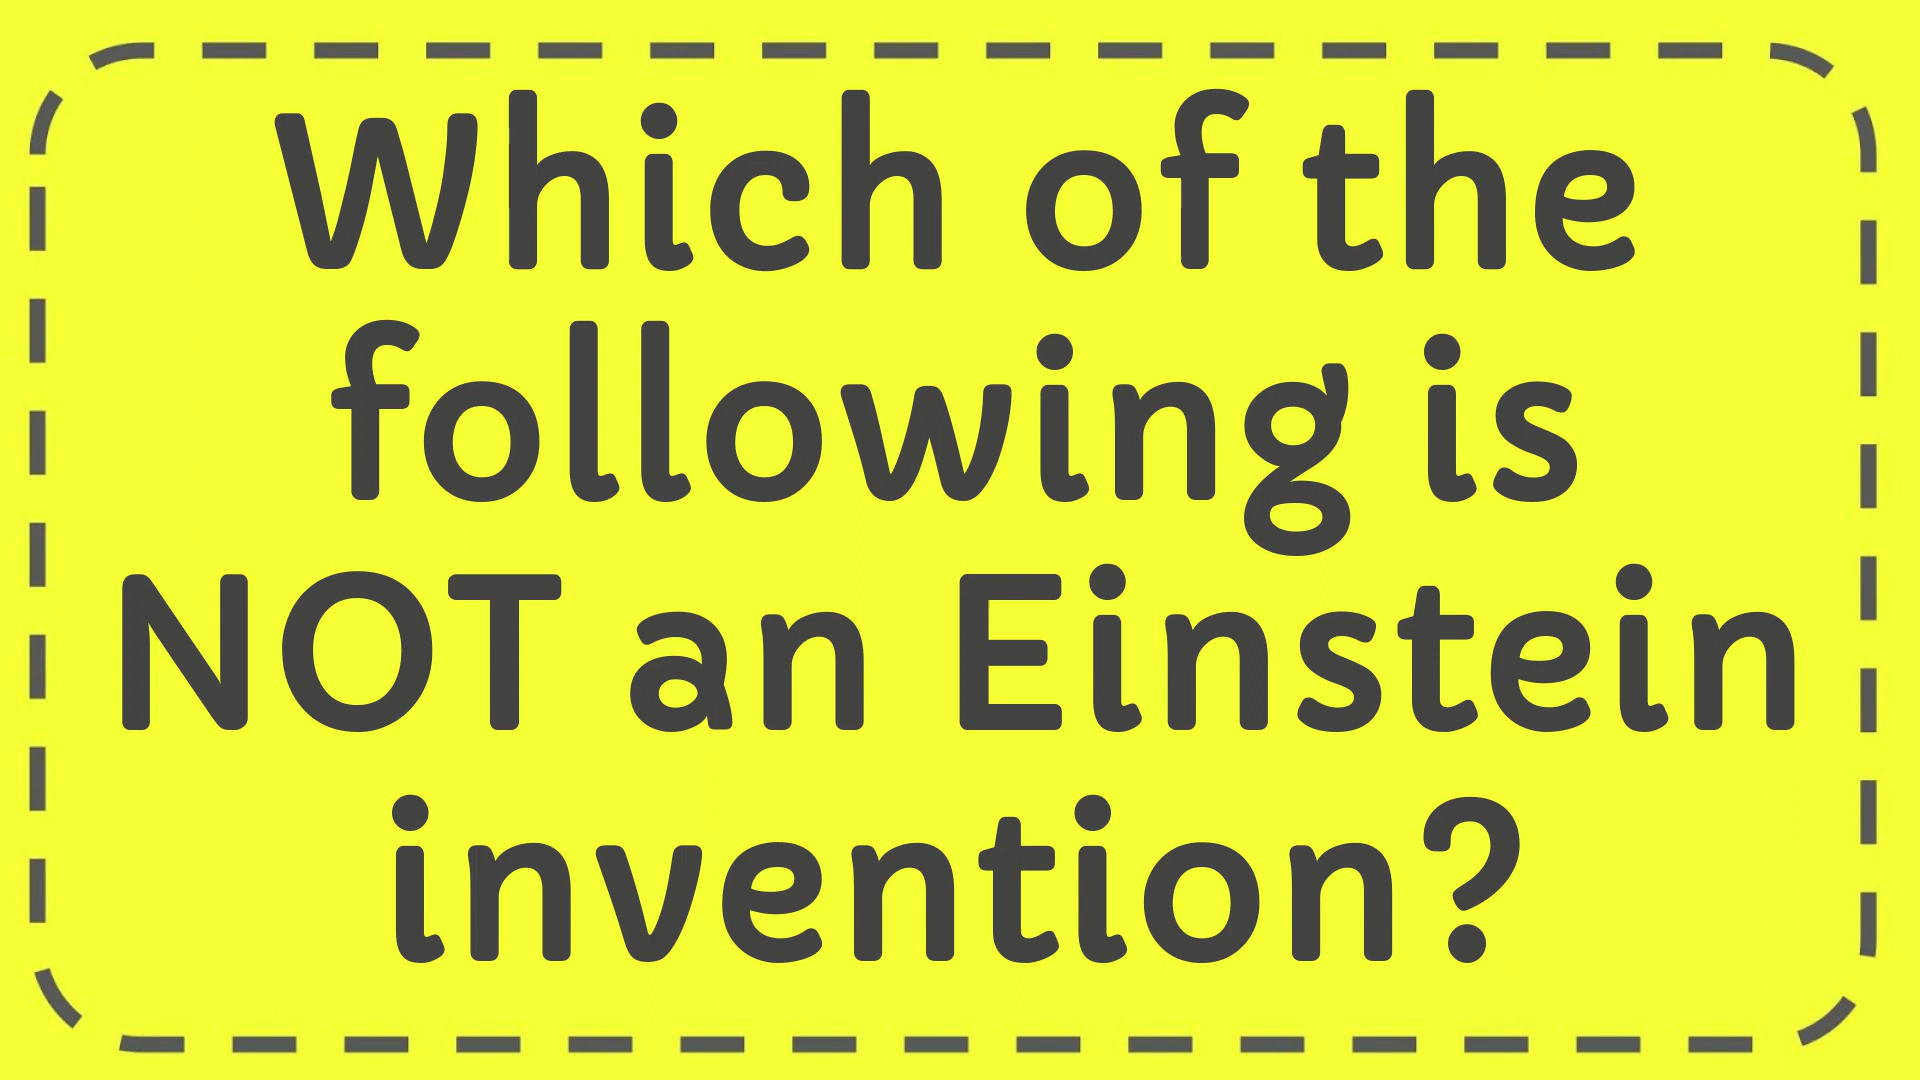 Which of the
following is
NOT an Einstein
invention?